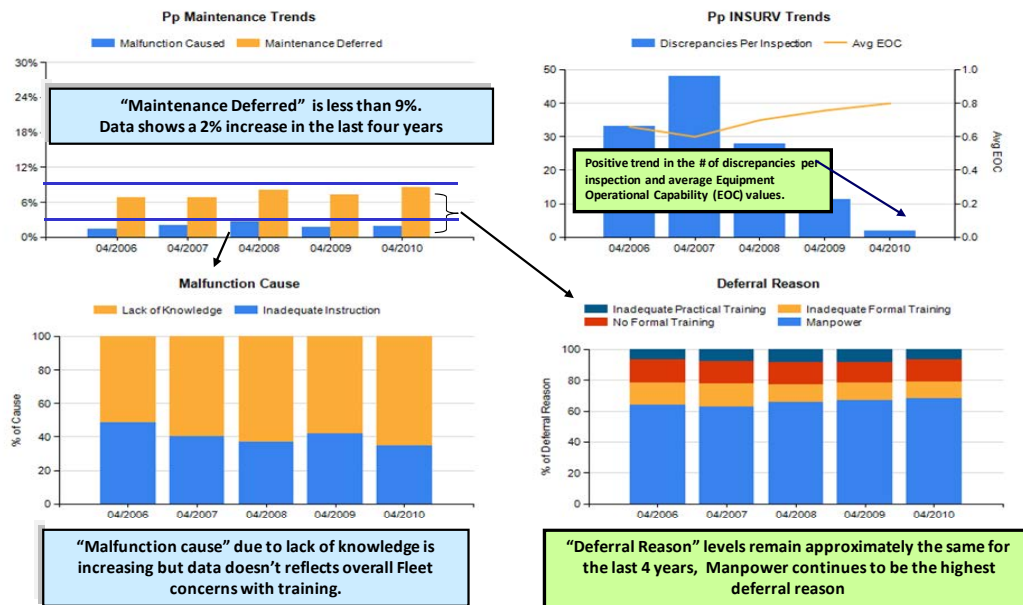 Pp Maintenance Trends
Malfunction Caused
Maintenance Deferred
30%
24%
18%
12%
6%
0%
“Maintenance Deferred” is less than 9%.
Data shows a 2% increase in the last four years
04/2006
04/2007
04/2008
04/2009
04/2010
Pp INSURV Trends
Discrepancies Per Inspection
Avg EOC
50
40
30
20
10
0
1.0
0.8
0.6
0.4
0.2
0.0
Avg EOC
Positive trend in the # of discrepancies per
inspection and average Equipment
Operational Capability (EOC) values.
04/2006
04/2007
04/2008
04/2009
04/2010
Malfunction Cause
Lack of Knowledge
Inadequate Instruction
% of Cause
100
80
60
40
20
0
04/2006
04/2007
04/2008
04/2009
04/2010
“Malfunction cause” due to lack of knowledge is
increasing but data doesn’t reflects overall Fleet
concerns with training.
Deferral Reason
Inadequate Practical Training
Inadequate Formal Training
No Formal Training
Manpower
% of Deferral Reason
100
80
60
40
20
0
04/2006
04/2007
04/2008
04/2009
04/2010
“Deferral Reason” levels remain approximately the same for
the last 4 years, Manpower continues to be the highest
deferral reason